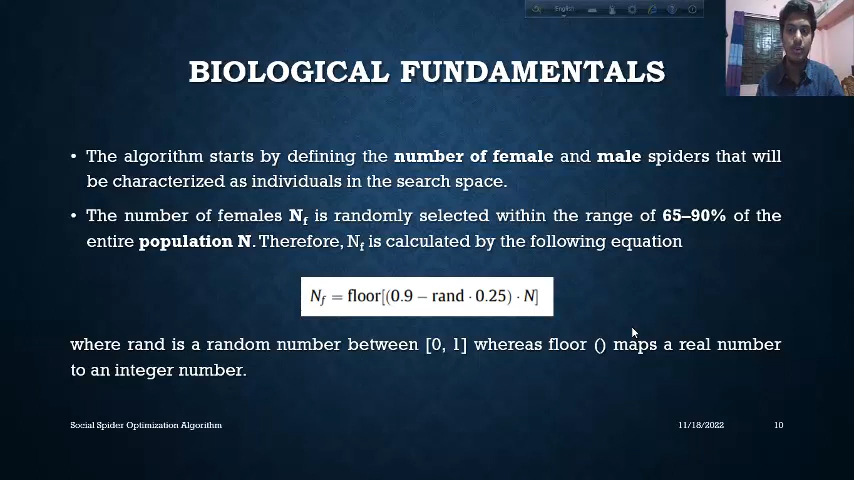 English
BIOLOGICAL FUNDAMENTALS
• The algorithm starts by defining the number of female and male spiders that will
be characterized as individuals in the search space.
• The number of females Nf is randomly selected within the range of 65–90% of the
entire population N. Therefore, Nf is calculated by the following equation
Nf = floor[(0.9 − rand · 0.25) · N]
where rand is a random number between [0, 1] whereas floor () maps a real number
to an integer number.
Social Spider Optimization Algorithm 11/18/2022 10